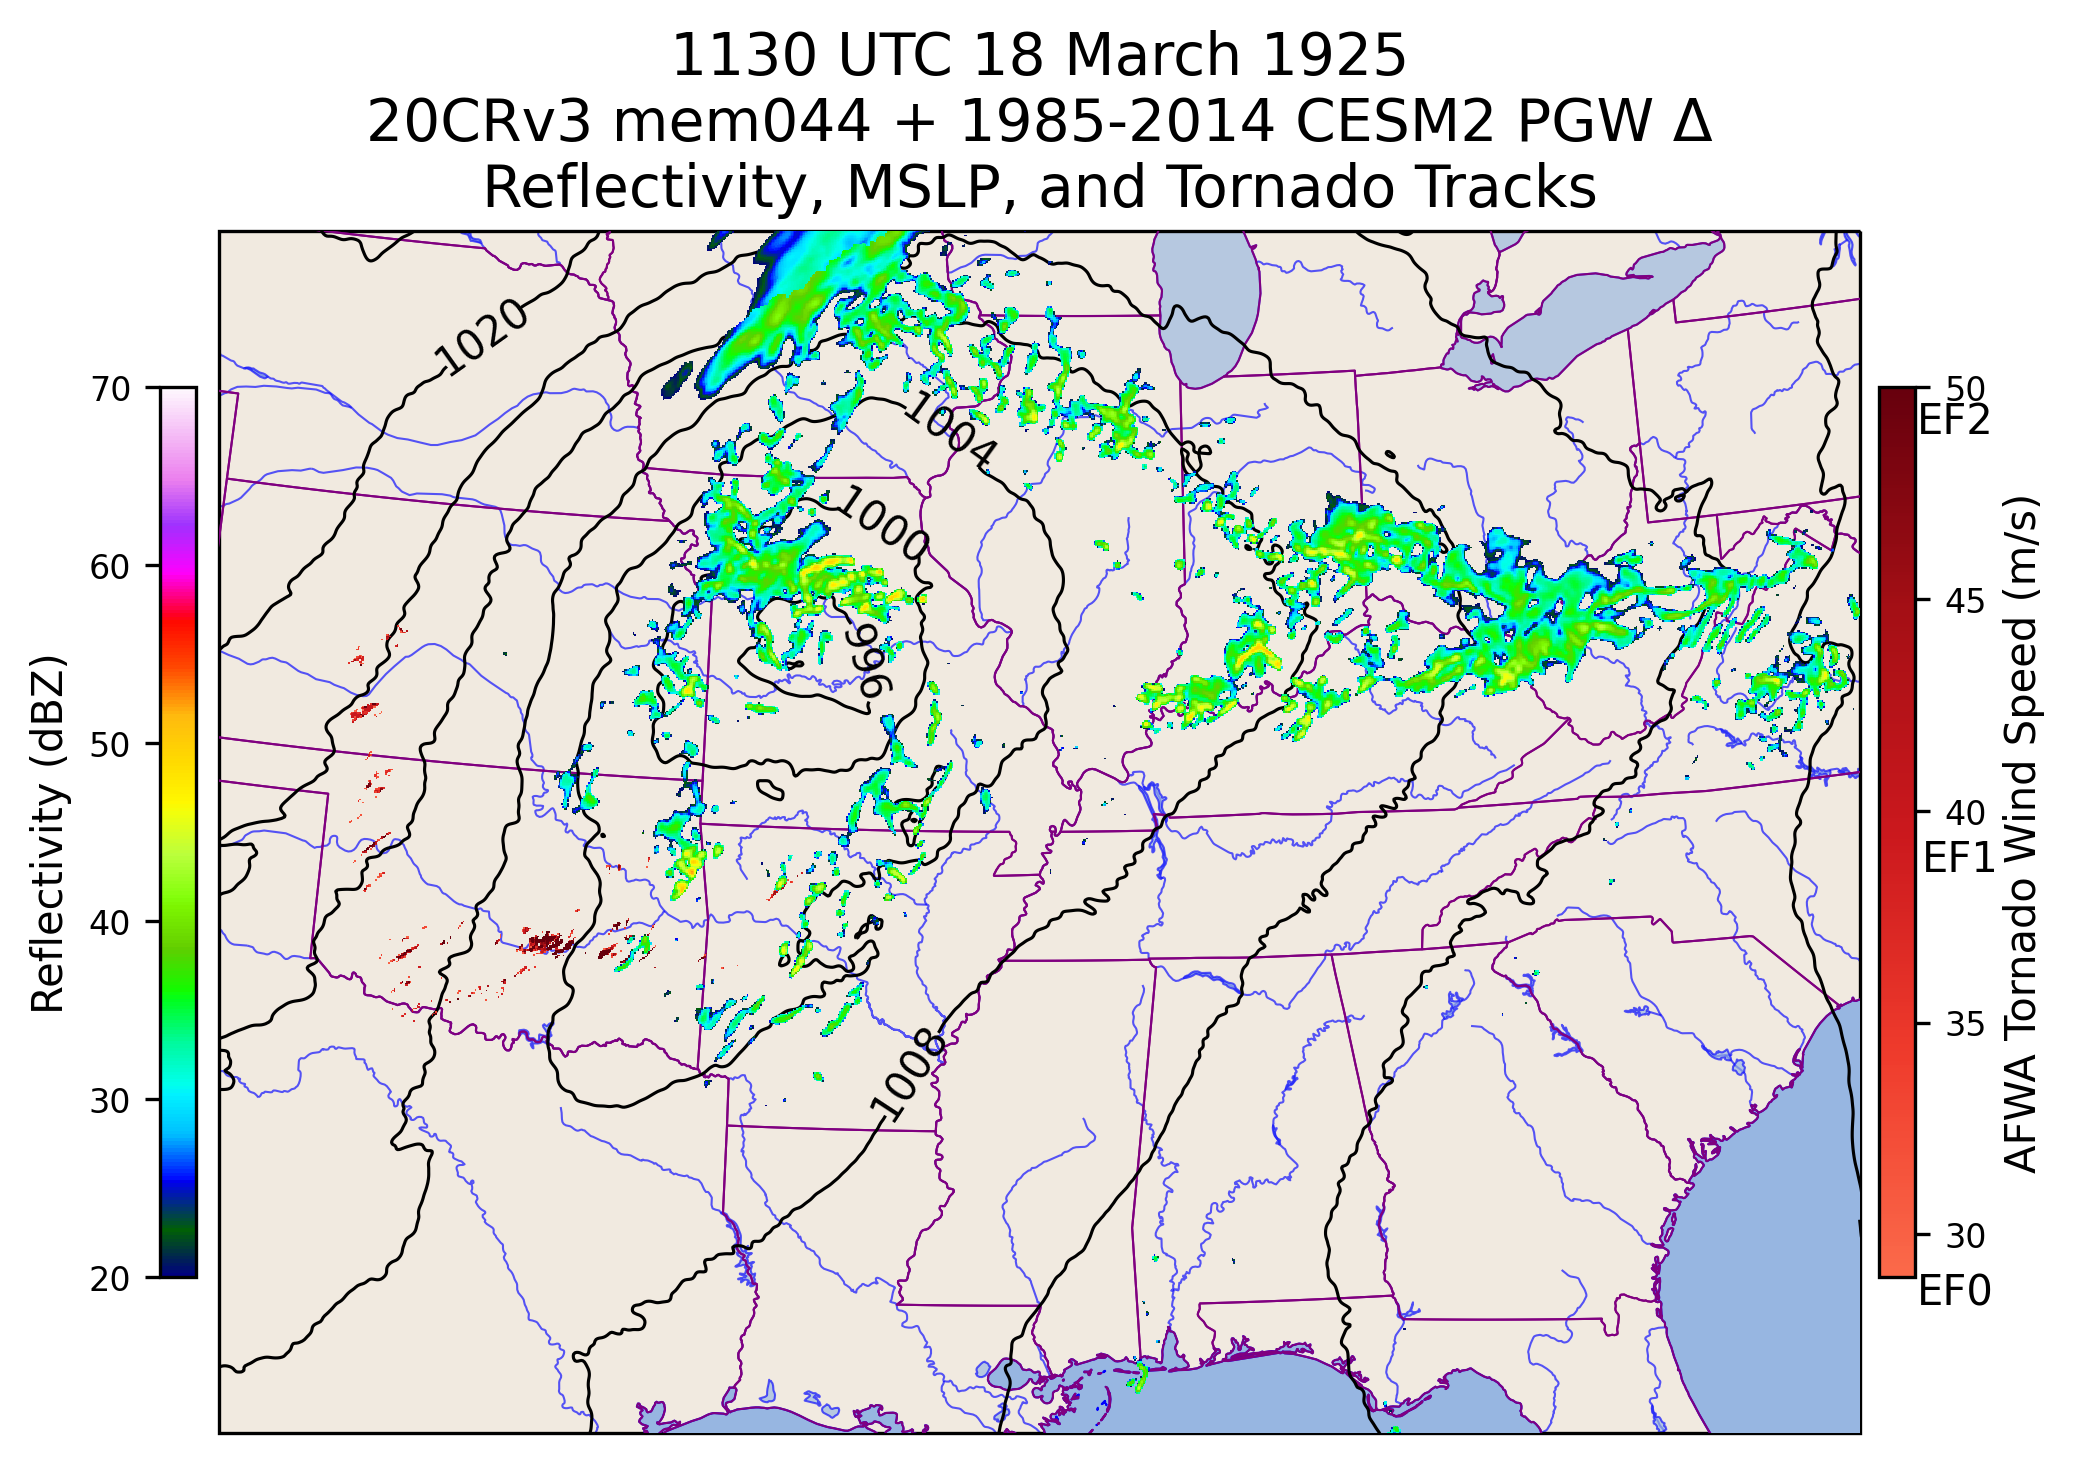 1130 UTC 18 March 1925
20CRv3 mem044 + 1985-2014 CESM2 PGW Δ
Reflectivity, MSLP, and Tornado Tracks
1020
1004
1000
996
1008
70
60
50
40
30
20
Reflectivity (dBZ)
50
EF2
45
40
EF1
35
30
EF0
AFWA Tornado Wind Speed (m/s)